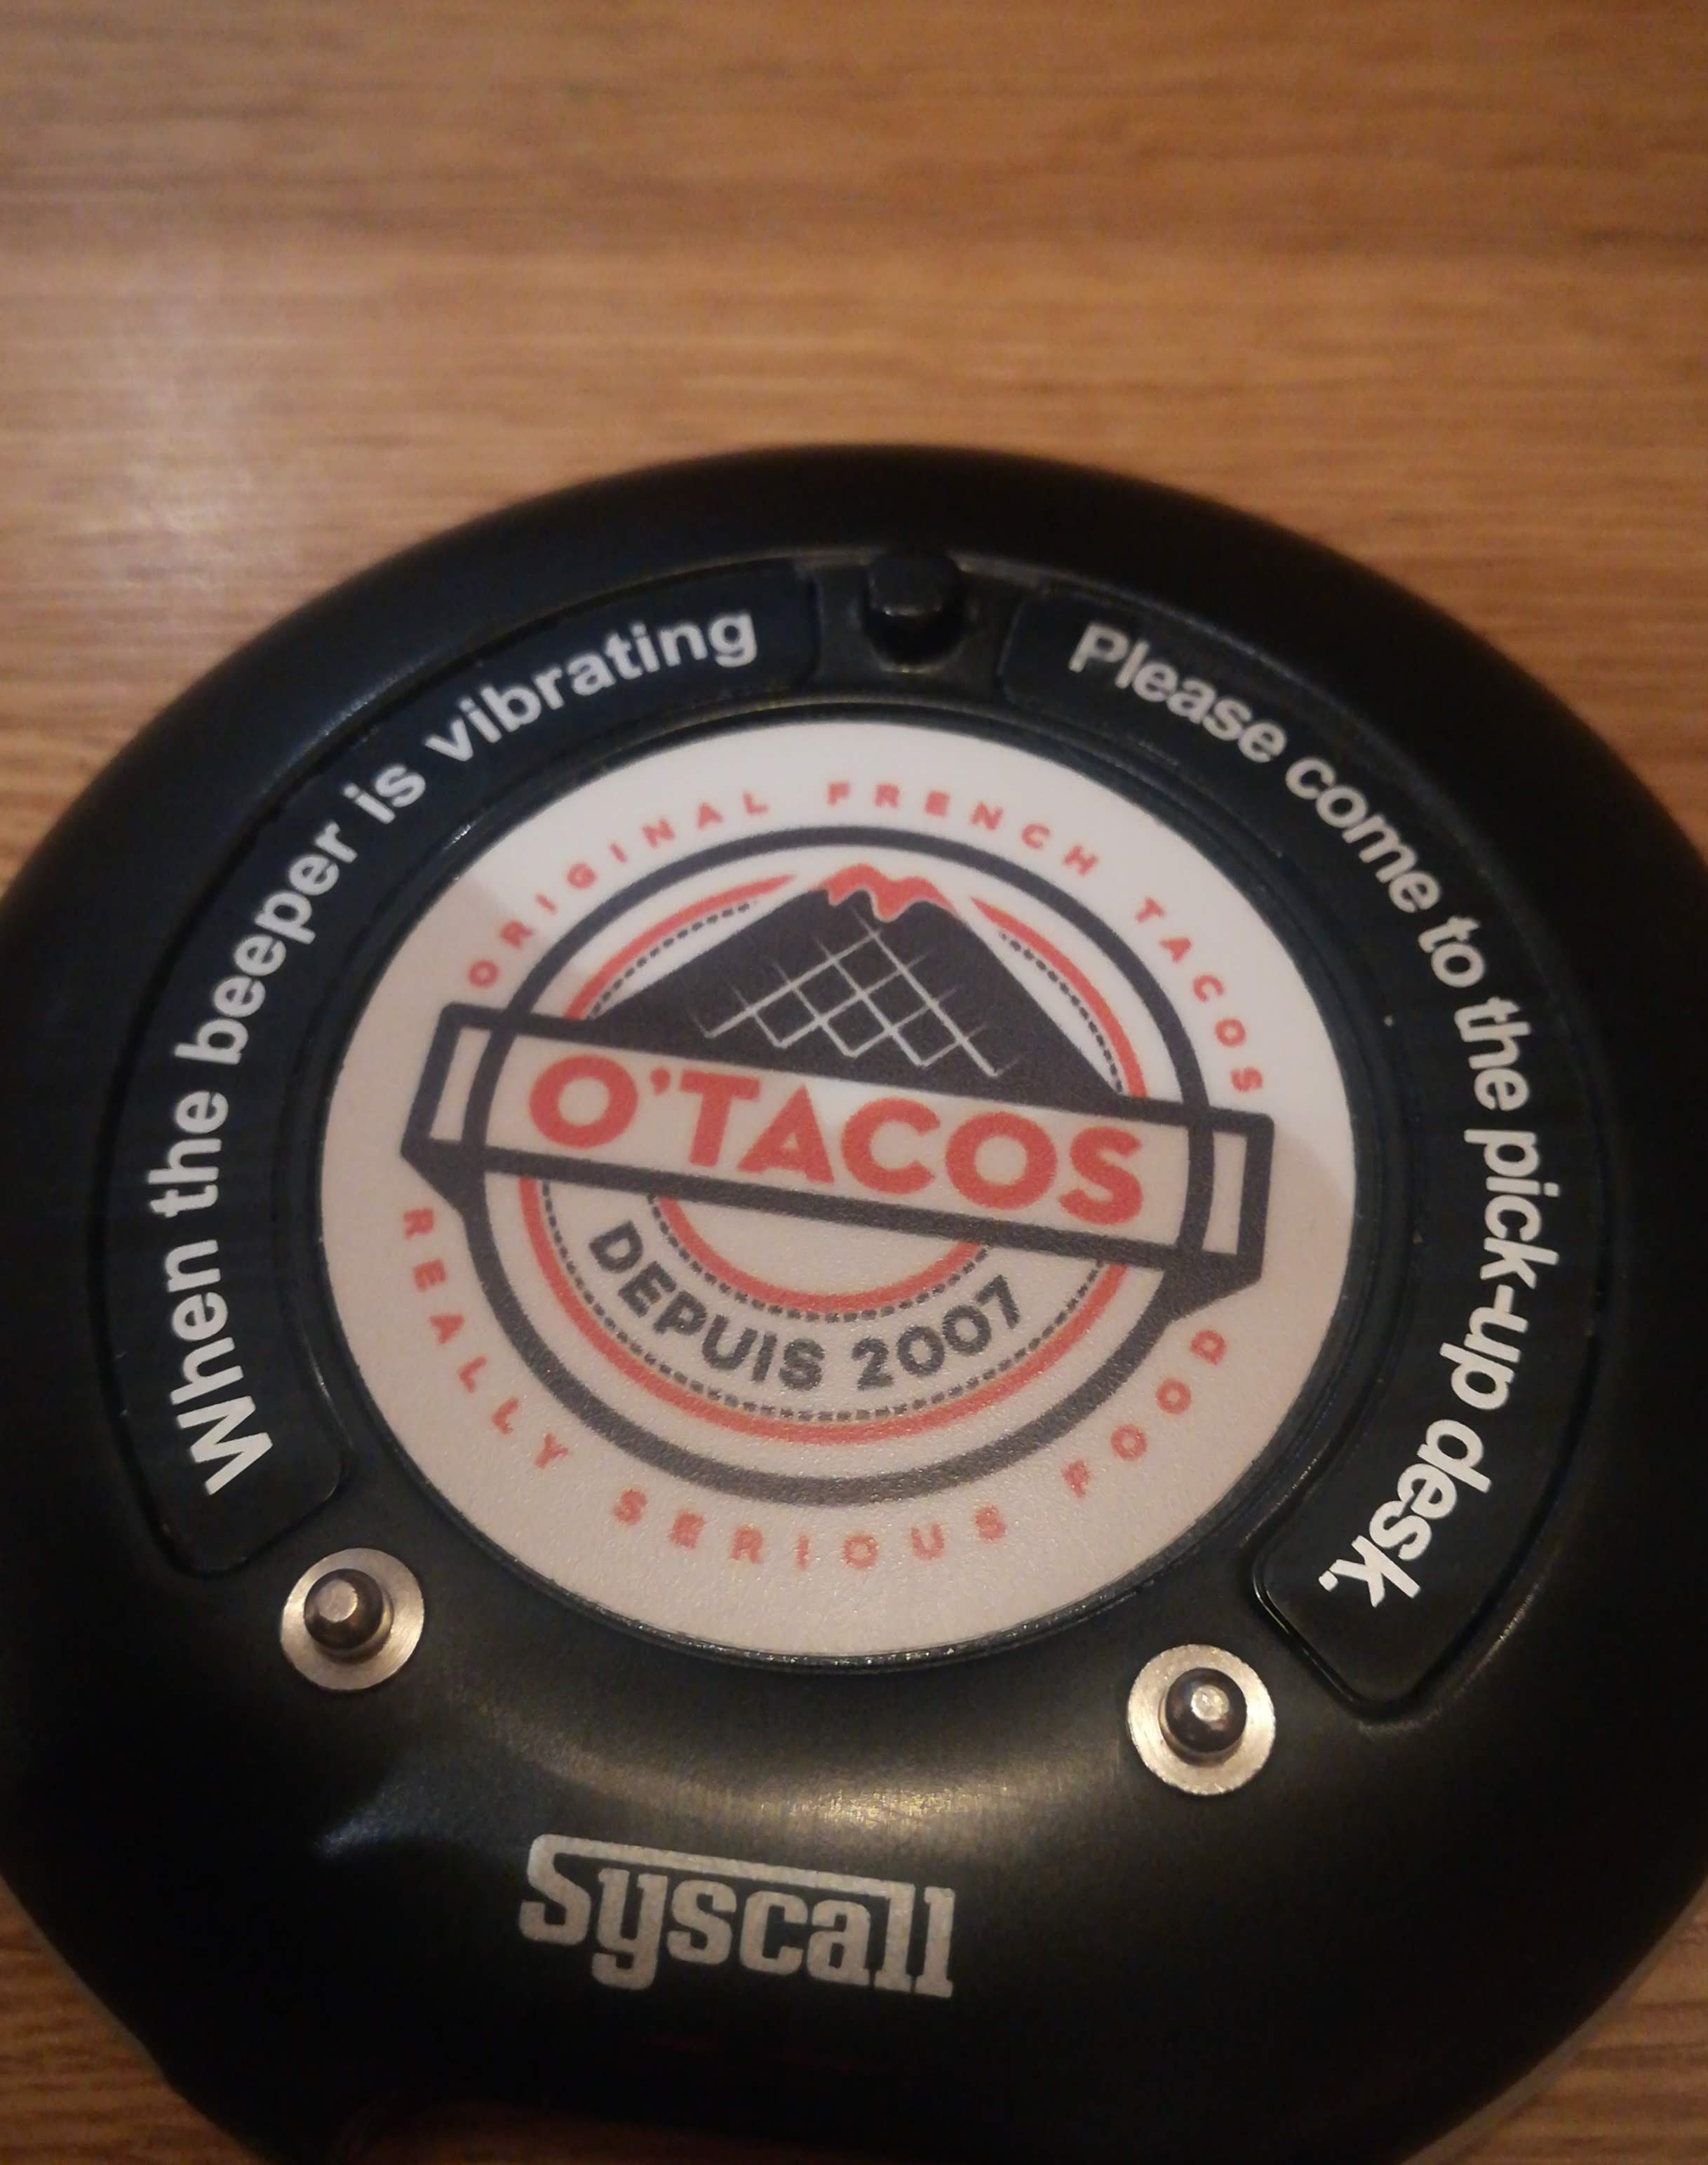 When the beeper is vibrating
Please come to the pick-up desk.
ORIGINAL FRENCH TACOS
O'TACOS
DEPUIS 2007
REALLY SERIOUS FOOD
Syscall